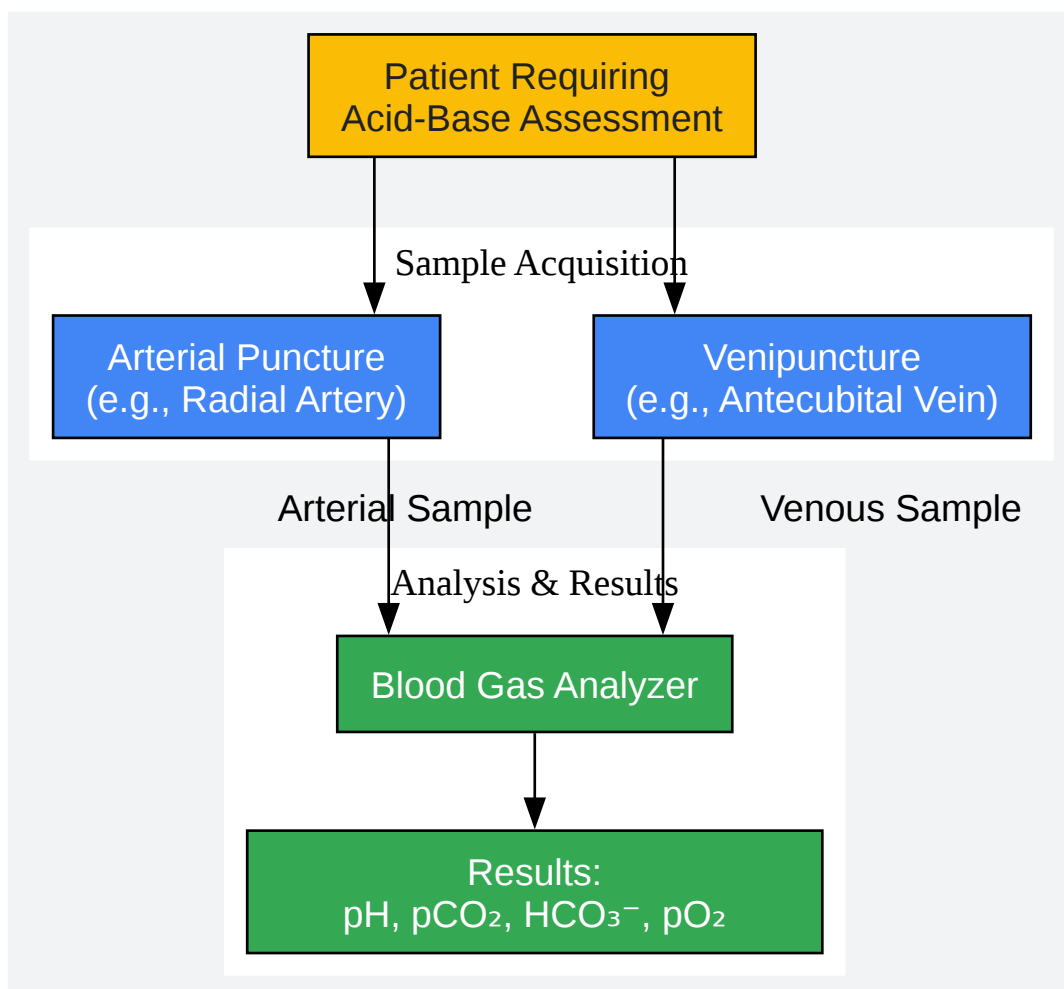 Patient Requiring
Acid-Base Assessment
Sample Acquisition
Arterial Puncture
(e.g., Radial Artery)
Venipuncture
(e.g., Antecubital Vein)
Arterial Sample
Venous Sample
Analysis & Results
Blood Gas Analyzer
Results:
pH, pCO₂, HCO₃⁻, pO₂